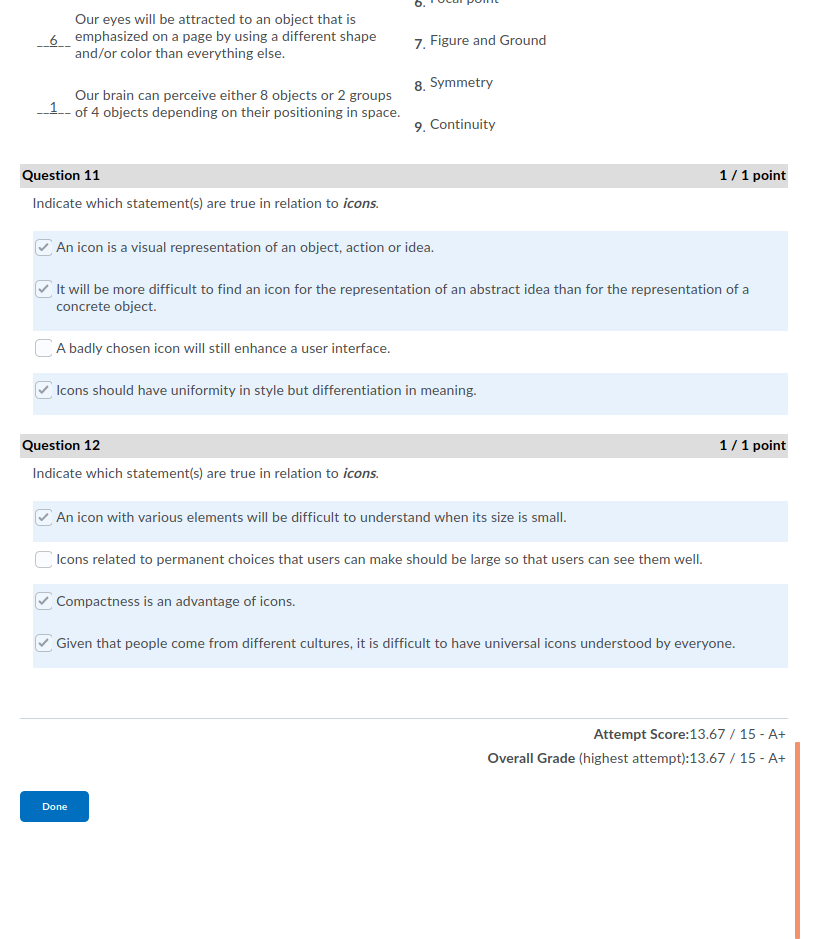 6. Focal point
Our eyes will be attracted to an object that is
__6__ emphasized on a page by using a different shape
and/or color than everything else.
7. Figure and Ground
8. Symmetry
Our brain can perceive either 8 objects or 2 groups
__1__ of 4 objects depending on their positioning in space.
9. Continuity
Question 11 1 / 1 point
Indicate which statement(s) are true in relation to icons.
An icon is a visual representation of an object, action or idea.
It will be more difficult to find an icon for the representation of an abstract idea than for the representation of a
concrete object.
A badly chosen icon will still enhance a user interface.
Icons should have uniformity in style but differentiation in meaning.
Question 12 1 / 1 point
Indicate which statement(s) are true in relation to icons.
An icon with various elements will be difficult to understand when its size is small.
Icons related to permanent choices that users can make should be large so that users can see them well.
Compactness is an advantage of icons.
Given that people come from different cultures, it is difficult to have universal icons understood by everyone.
Attempt Score:13.67 / 15 - A+
Overall Grade (highest attempt):13.67 / 15 - A+
Done